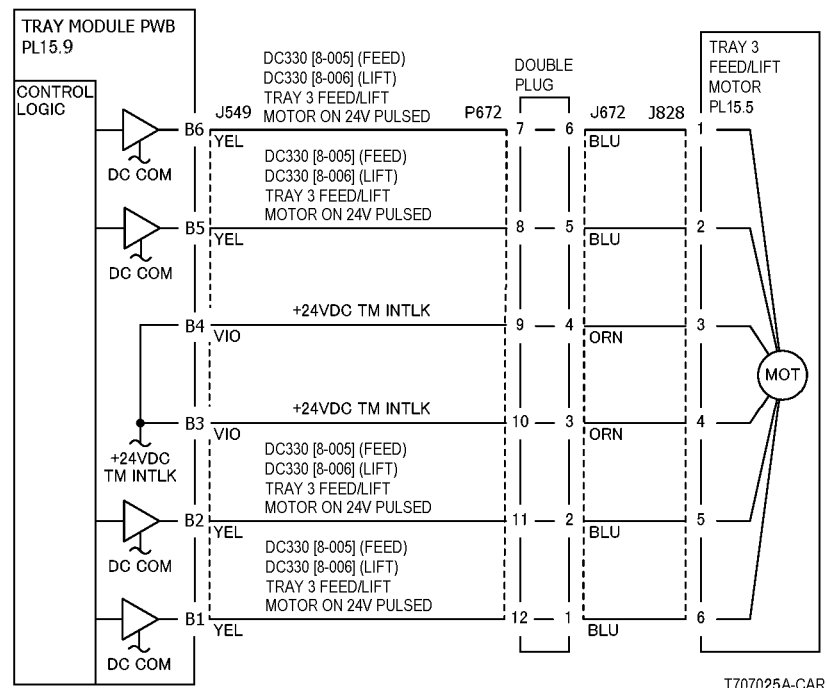 TRAY MODULE PWB
PL15.9
CONTROL
LOGIC
DC330 [8-005] (FEED)
DC330 [8-006] (LIFT)
TRAY 3 FEED/LIFT
MOTOR ON 24V PULSED
DOUBLE
PLUG
TRAY 3
FEED/LIFT
MOTOR
PL15.5
B6 J549 P672 7 6 J672 J828 1
YEL BLU
DC COM
DC330 [8-005] (FEED)
DC330 [8-006] (LIFT)
TRAY 3 FEED/LIFT
MOTOR ON 24V PULSED
B5 8 5 2
YEL BLU
DC COM
+24VDC TM INTLK
B4 9 4 3
VIO ORN
MOT
+24VDC TM INTLK
B3 10 3 4
VIO ORN
+24VDC
TM INTLK
DC330 [8-005] (FEED)
DC330 [8-006] (LIFT)
TRAY 3 FEED/LIFT
MOTOR ON 24V PULSED
B2 11 2 5
YEL BLU
DC COM
DC330 [8-005] (FEED)
DC330 [8-006] (LIFT)
TRAY 3 FEED/LIFT
MOTOR ON 24V PULSED
B1 12 1 6
YEL BLU
DC COM
T707025A-CAR